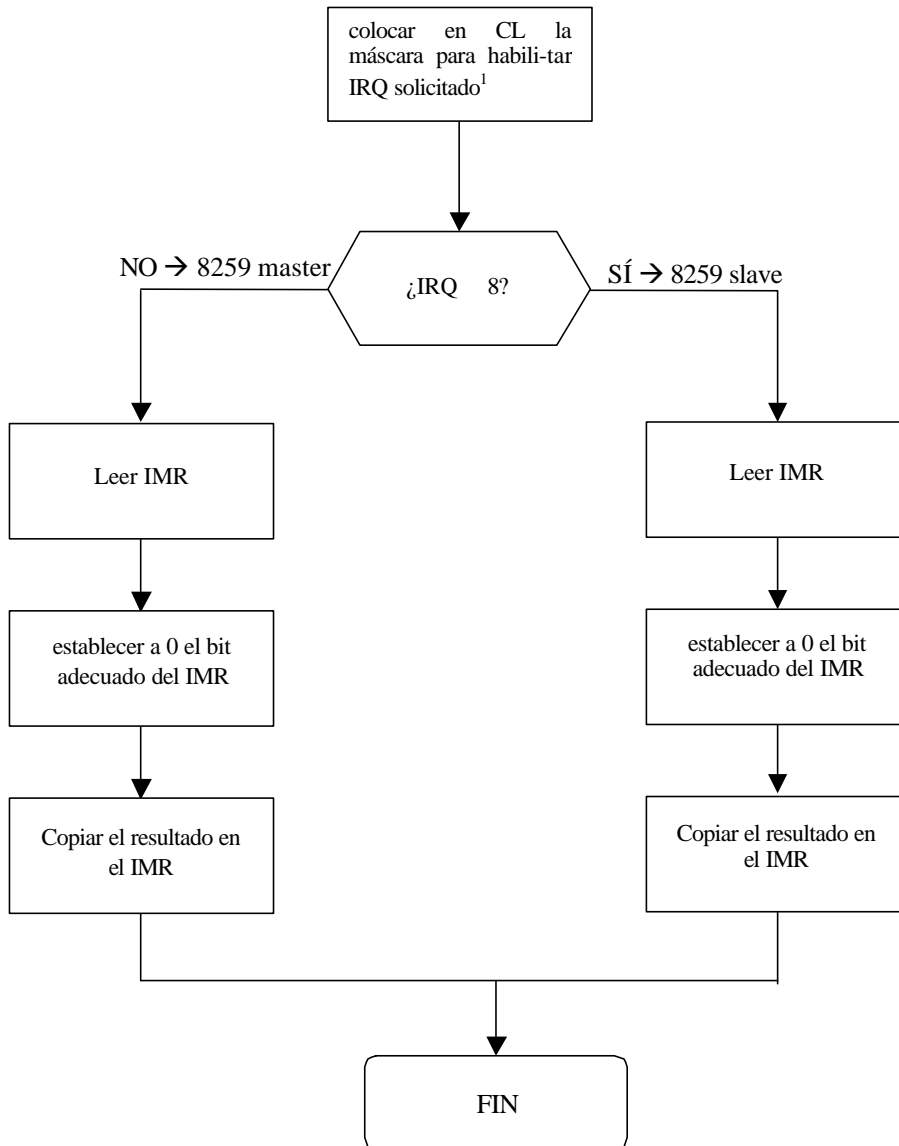 colocar en CL la
máscara para habili-tar
IRQ solicitado¹
NO → 8259 master
¿IRQ 8?
SÍ → 8259 slave
Leer IMR
Leer IMR
establecer a 0 el bit
adecuado del IMR
establecer a 0 el bit
adecuado del IMR
Copiar el resultado en
el IMR
Copiar el resultado en
el IMR
FIN